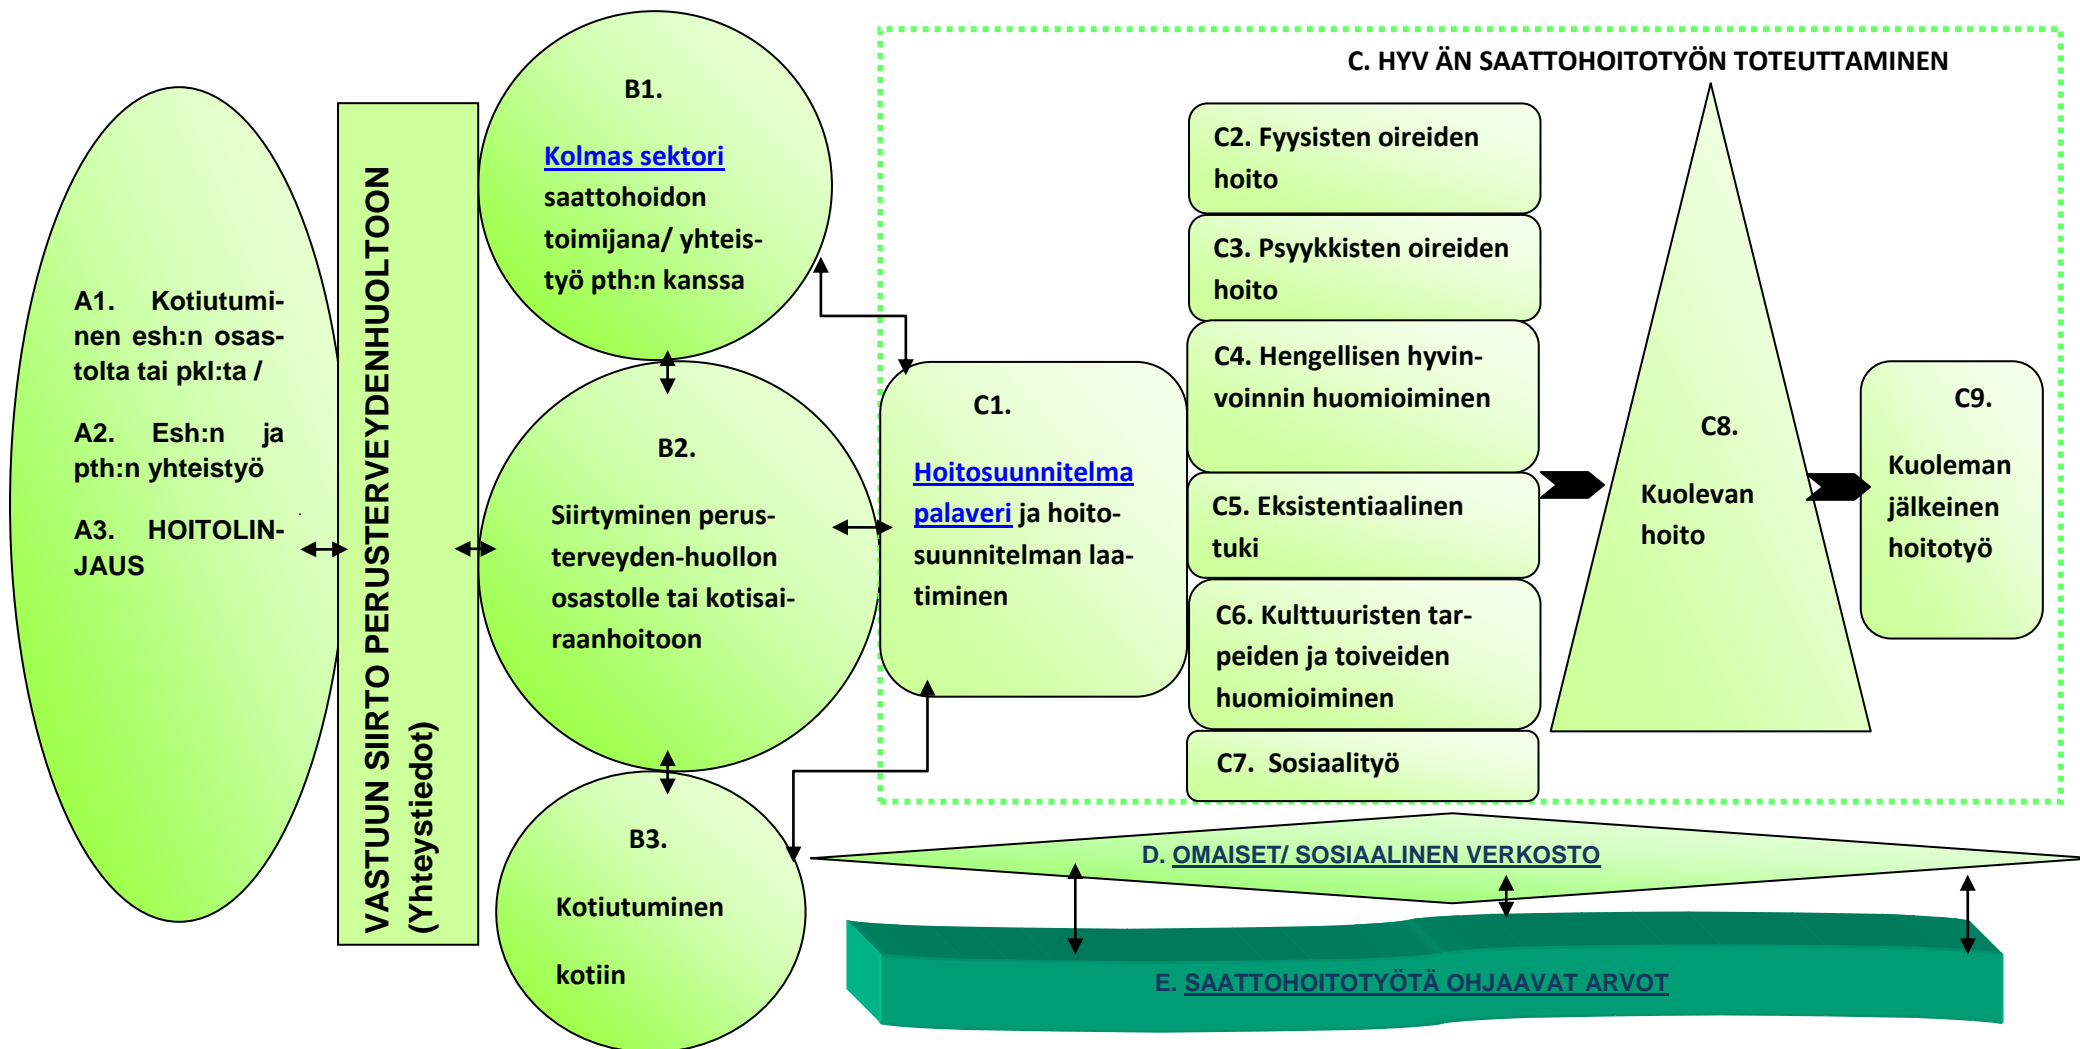 A1. Kotiutumi-
nen esh:n osas-
tolta tai pkl:ta /
A2. Esh:n ja
pth:n yhteistyö
A3. HOITOLIN-
JAUS
VASTUUN SIIRTO PERUSTERVEYDENHUOLTOON
(Yhteystiedot)
B1.
Kolmas sektori
saattohoidon
toimijana/ yhteis-
työ pth:n kanssa
B2.
Siirtyminen perus-
terveyden-huollon
osastolle tai kotisai-
raanhoitoon
B3.
Kotiutuminen
kotiin
C. HYV ÄN SAATTOHOITOTYÖN TOTEUTTAMINEN
C1.
Hoitosuunnitelma
palaveri ja hoito-
suunnitelman laa-
timinen
C2. Fyysisten oireiden
hoito
C3. Psyykkisten oireiden
hoito
C4. Hengellisen hyvin-
voinnin huomioiminen
C5. Eksistentiaalinen
tuki
C6. Kulttuuristen tar-
peiden ja toiveiden
huomioiminen
C7. Sosiaalityö
C8.
Kuolevan
hoito
C9.
Kuoleman
jälkeinen
hoitotyö
D. OMAISET/ SOSIAALINEN VERKOSTO
E. SAATTOHOITOTYÖTÄ OHJAAVAT ARVOT